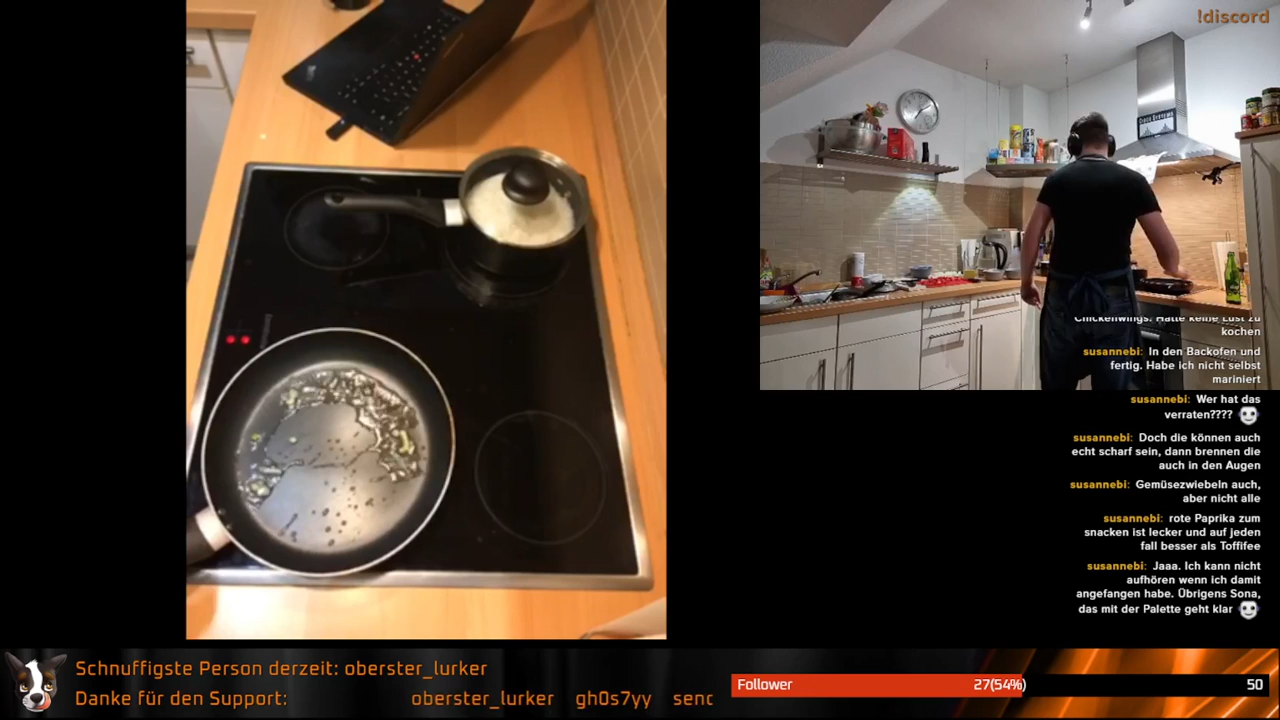 !discord
Chickenwings. Hatte keine Lust zu
kochen
susannebi: In den Backofen und
fertig. Habe ich nicht selbst
mariniert
susannebi: Wer hat das
verraten????
susannebi: Doch die können auch
echt scharf sein, dann brennen die
auch in den Augen
susannebi: Gemüsezwiebeln auch,
aber nicht alle
susannebi: rote Paprika zum
snacken ist lecker und auf jeden
fall besser als Toffifee
susannebi: Jaaa. Ich kann nicht
aufhören wenn ich damit
angefangen habe. Übrigens Sona,
das mit der Palette geht klar
Schnuffigste Person derzeit: oberster_lurker
Danke für den Support: oberster_lurker gh0s7yy senc
Follower 27(54%) 50